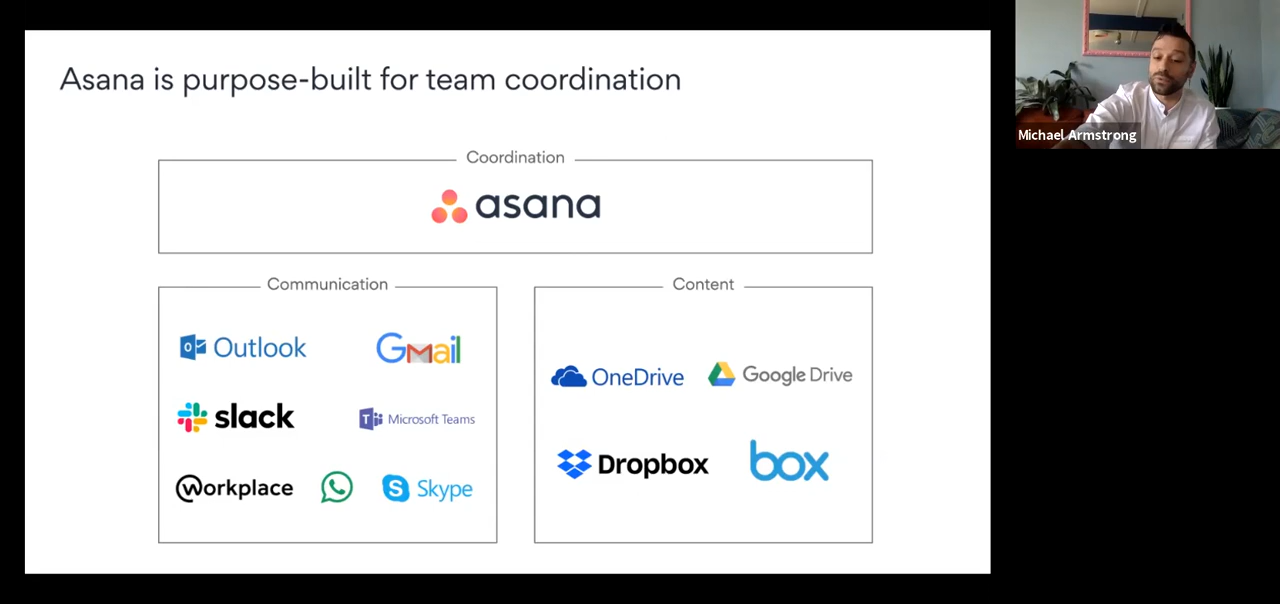 Asana is purpose-built for team coordination
Michael Armstrong
Coordination
asana
Communication
Content
Outlook
Gmail
OneDrive
Google Drive
slack
Microsoft Teams
Dropbox
box
workplace
Skype